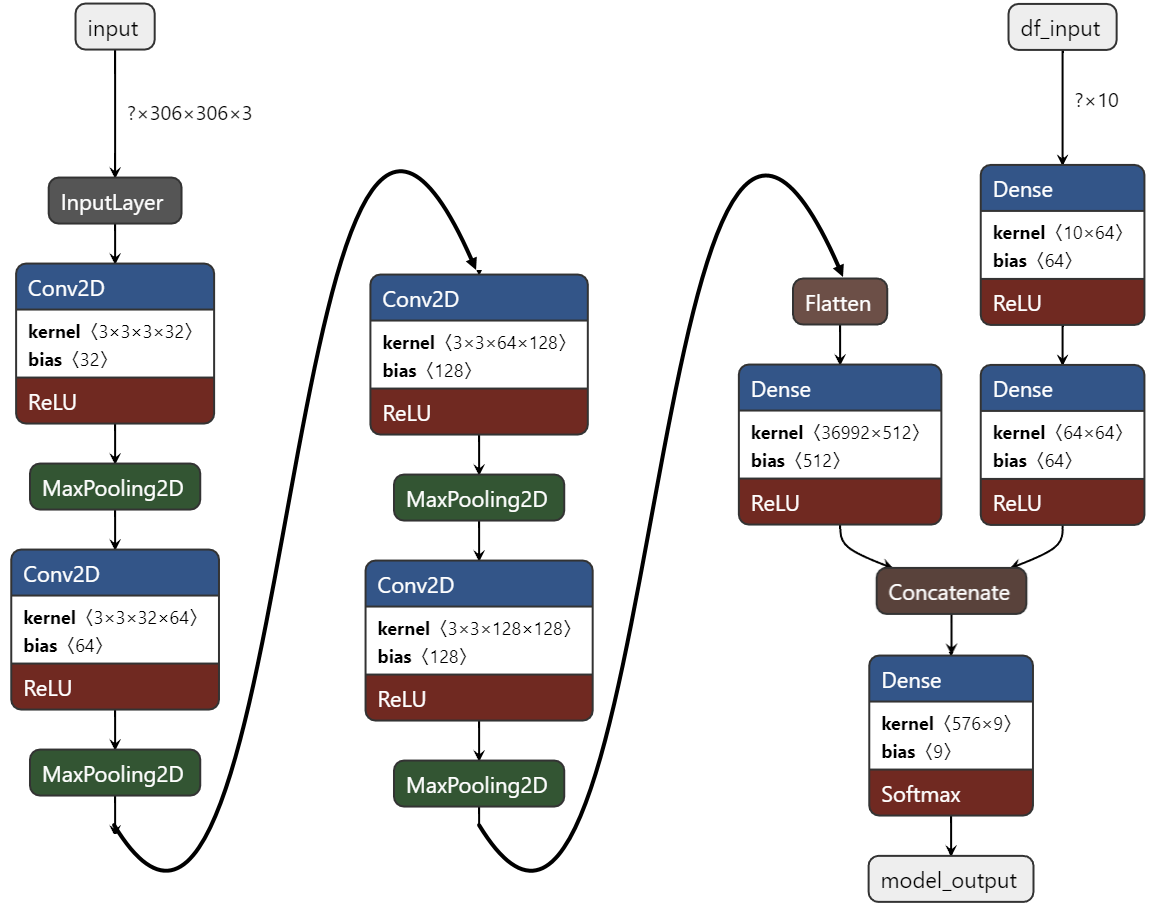 input
?×306×306×3
InputLayer
Conv2D
kernel 〈3×3×3×32〉
bias 〈32〉
ReLU
MaxPooling2D
Conv2D
kernel 〈3×3×32×64〉
bias 〈64〉
ReLU
MaxPooling2D
Conv2D
kernel 〈3×3×64×128〉
bias 〈128〉
ReLU
MaxPooling2D
Conv2D
kernel 〈3×3×128×128〉
bias 〈128〉
ReLU
MaxPooling2D
Flatten
Dense
kernel 〈36992×512〉
bias 〈512〉
ReLU
df_input
?×10
Dense
kernel 〈10×64〉
bias 〈64〉
ReLU
Dense
kernel 〈64×64〉
bias 〈64〉
ReLU
Concatenate
Dense
kernel 〈576×9〉
bias 〈9〉
Softmax
model_output